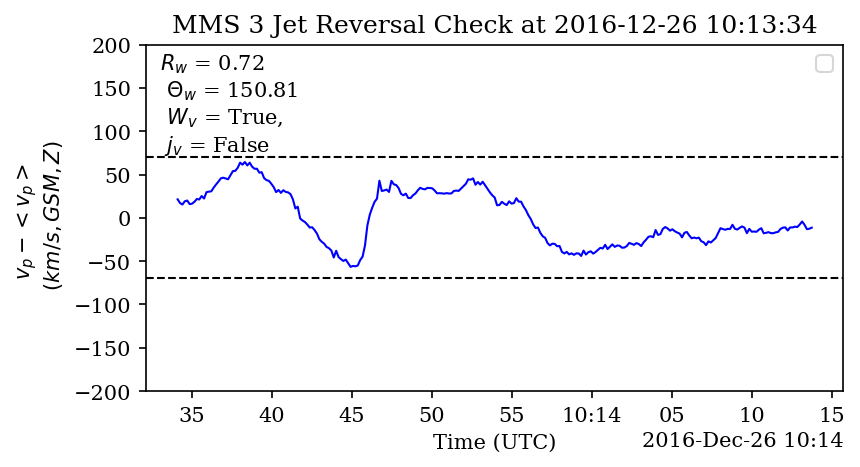 MMS 3 Jet Reversal Check at 2016-12-26 10:13:34
R_w = 0.72
Θ_w = 150.81
W_v = True,
j_v = False
v_p − < v_p >
(km/s, GSM, Z)
200
150
100
50
0
−50
−100
−150
−200
35 40 45 50 55 10:14 05 10 15
Time (UTC) 2016-Dec-26 10:14